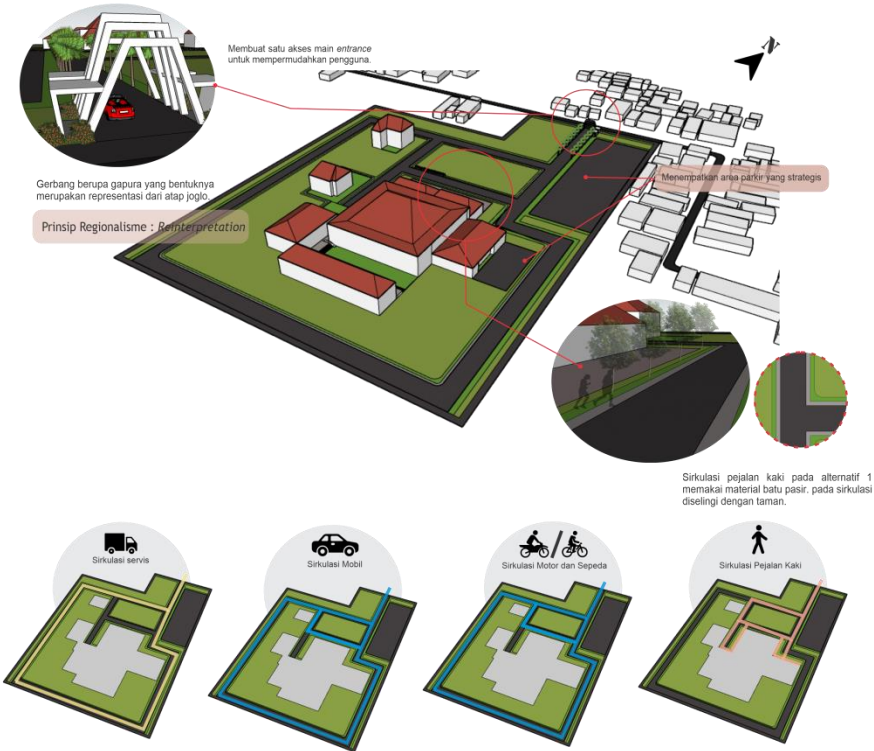 N
Membuat satu akses main entrance
untuk mempermudahkan pengguna.
Menempatkan area parkir yang strategis
Gerbang berupa gapura yang bentuknya
merupakan representasi dari atap joglo.
Prinsip Regionalisme : Reinterpretation
Sirkulasi pejalan kaki pada alternatif 1
memakai material batu pasir. pada sirkulasi
diselingi dengan taman.
Sirkulasi servis
Sirkulasi Mobil
Sirkulasi Motor dan Sepeda
Sirkulasi Pejalan Kaki